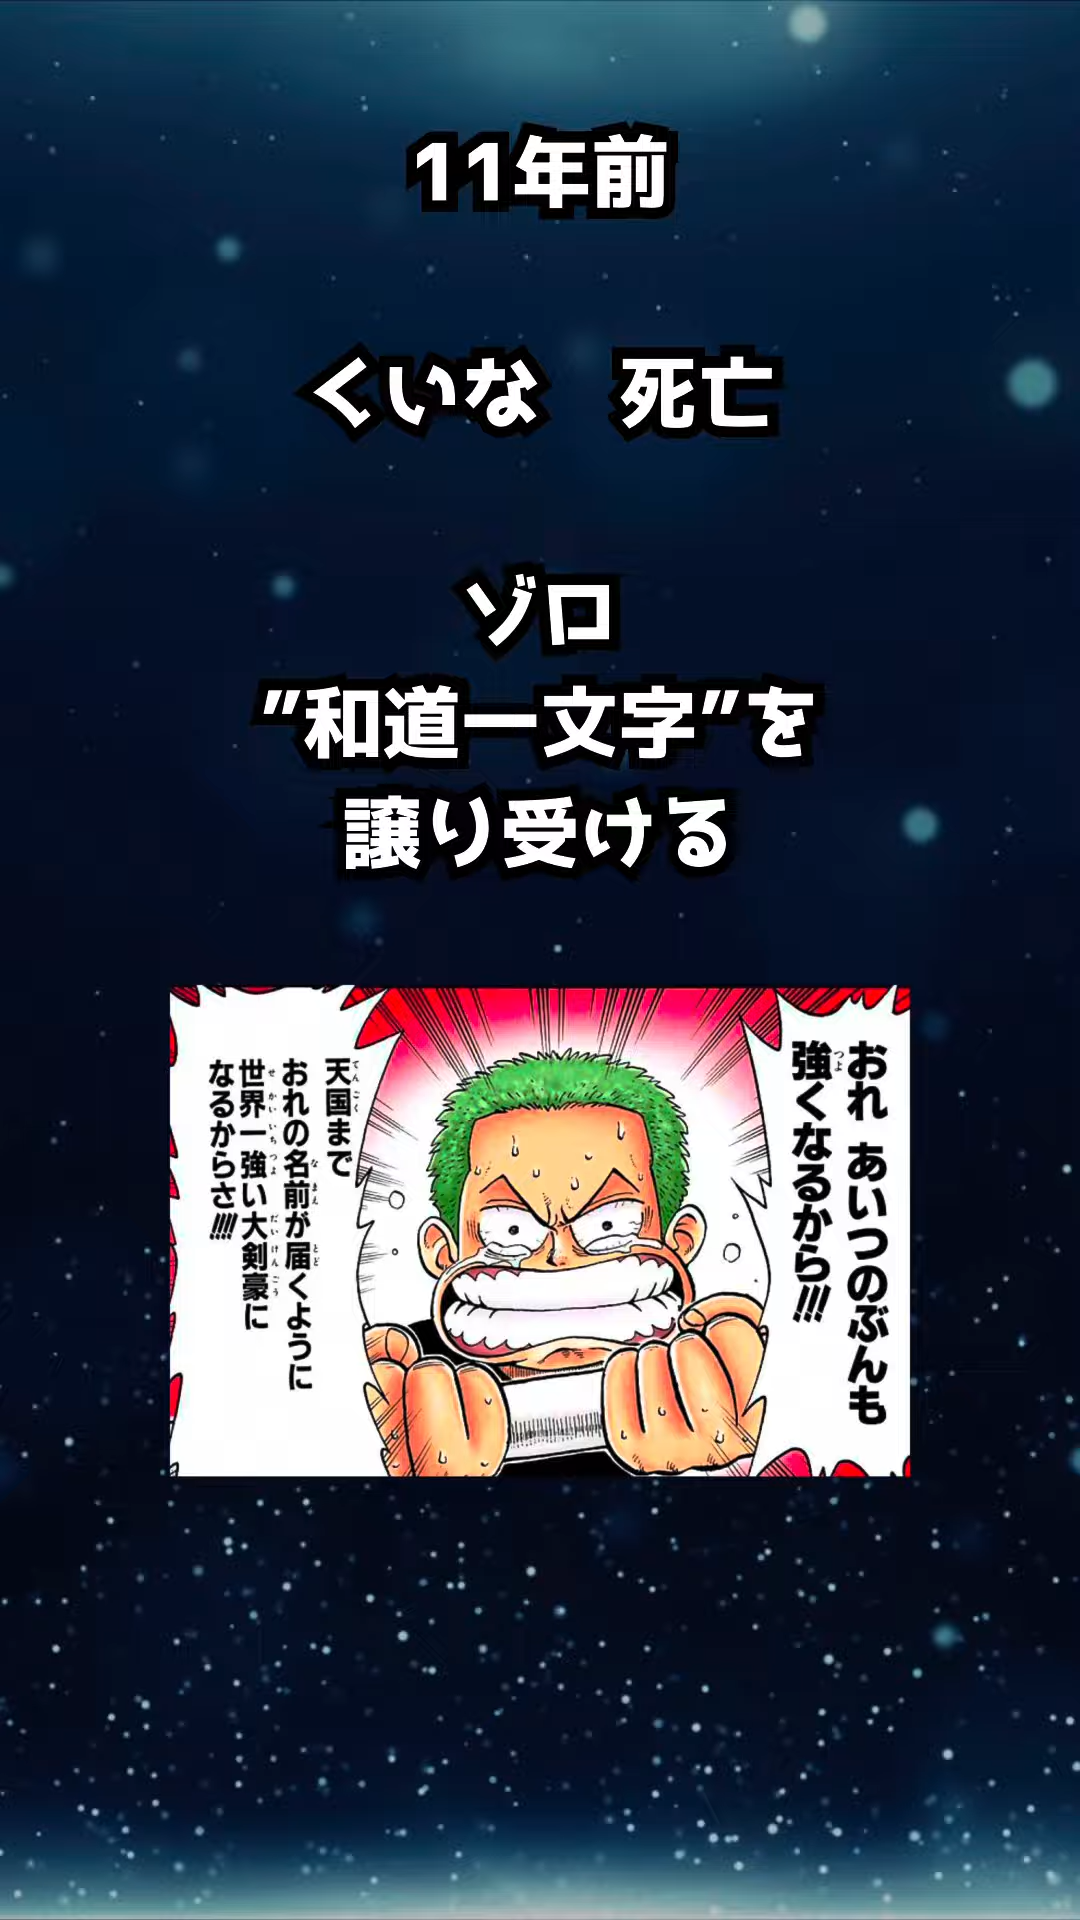 11年前
くいな　死亡
ゾロ
”和道一文字”を
譲り受ける
おれ あいつのぶんも
強くなるから!!!
天国まで
おれの名前が届くように
世界一強い大剣豪に
なるからさ!!!!